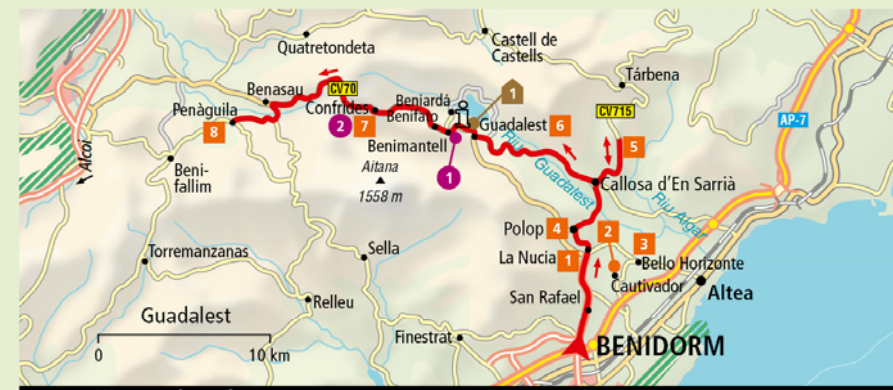 Quatretondeta
Castell de
Castells
Tárbena
Benasau
CV70
Penàguila
Confrides
Beniardá
Benifato
1
CV715
AP-7
8
2
7
Guadalest
6
Benimantell
5
Alcoi
Beni-
fallim
Aitana
1558 m
1
Riu Guadalest
Callosa d'En Sarrià
Riu Algar
Polop
4
2
3
Torremanzanas
Sella
La Nucia
1
Bello Horizonte
Cautivador
Altea
Relleu
San Rafael
Guadalest
0
10 km
Finestrat
BENIDORM